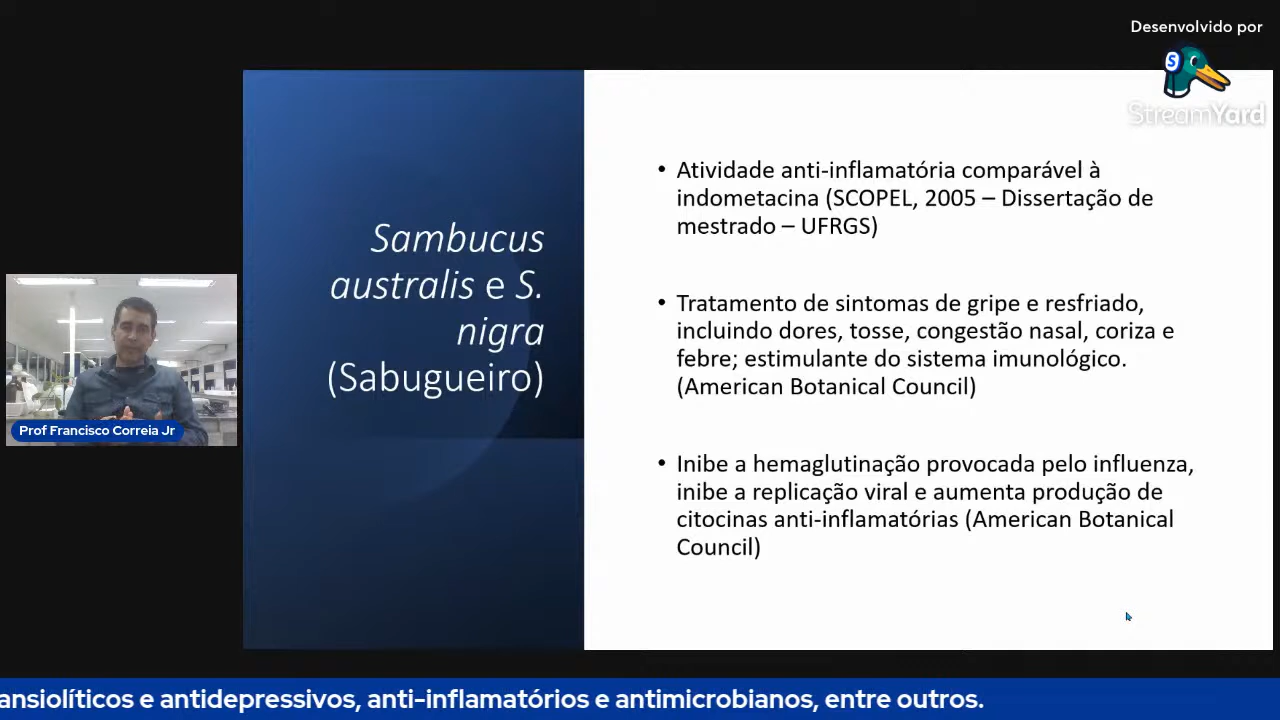 Desenvolvido por
StreamYard
Sambucus
australis e S.
nigra
(Sabugueiro)
• Atividade anti-inflamatória comparável à
indometacina (SCOPEL, 2005 – Dissertação de
mestrado – UFRGS)
• Tratamento de sintomas de gripe e resfriado,
incluindo dores, tosse, congestão nasal, coriza e
febre; estimulante do sistema imunológico.
(American Botanical Council)
• Inibe a hemaglutinação provocada pelo influenza,
inibe a replicação viral e aumenta produção de
citocinas anti-inflamatórias (American Botanical
Council)
Prof Francisco Correia Jr
ansiolíticos e antidepressivos, anti-inflamatórios e antimicrobianos, entre outros.